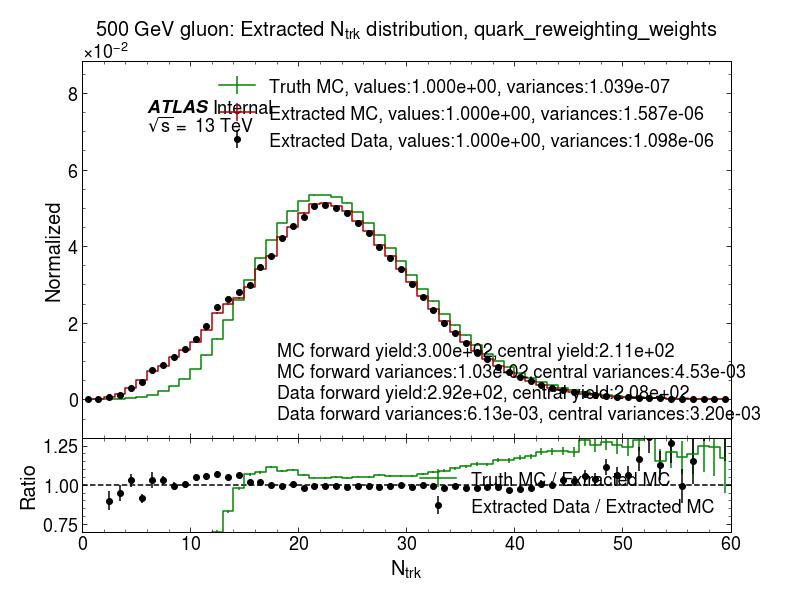 500 GeV gluon: Extracted Ntrk distribution, quark_reweighting_weights
×10−2
Truth MC, values:1.000e+00, variances:1.039e-07
ATLAS Internal
Extracted MC, values:1.000e+00, variances:1.587e-06
√s = 13 TeV
Extracted Data, values:1.000e+00, variances:1.098e-06
8
6
4
2
0
Normalized
MC forward yield:3.00e+02, central yield:2.11e+02
MC forward variances:1.03e-02, central variances:4.53e-03
Data forward yield:2.92e+02, central yield:2.08e+02
Data forward variances:6.13e-03, central variances:3.20e-03
1.25
1.00
0.75
Ratio
Truth MC / Extracted MC
Extracted Data / Extracted MC
0 10 20 30 40 50 60
Ntrk